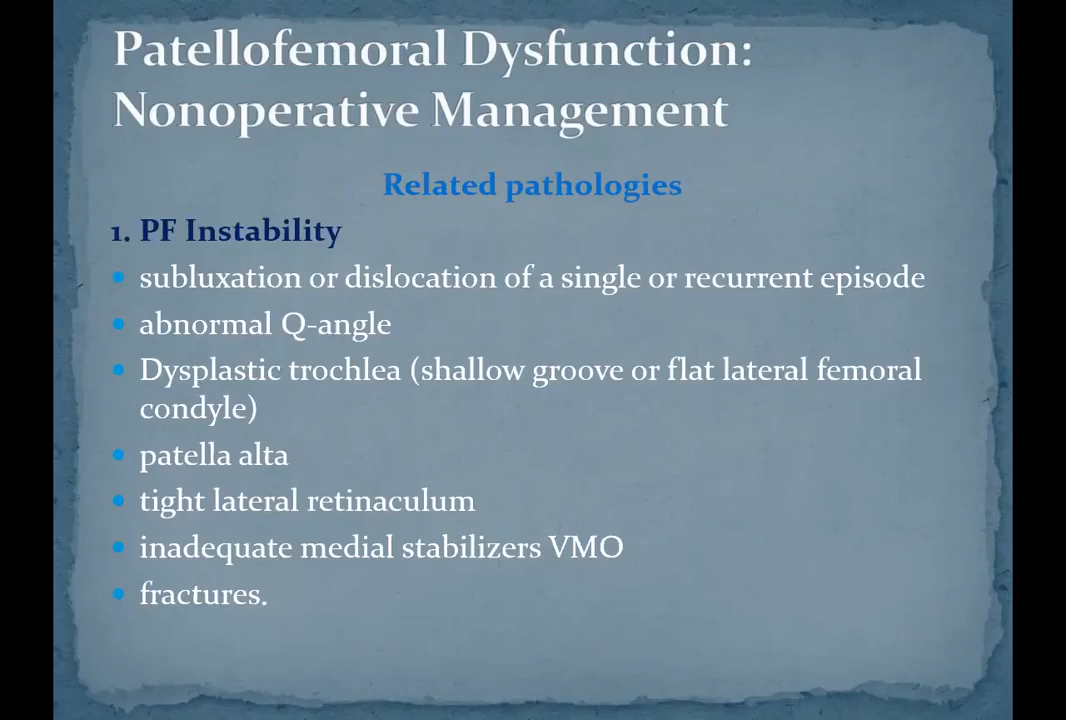 Patellofemoral Dysfunction:
Nonoperative Management
Related pathologies
1. PF Instability
• subluxation or dislocation of a single or recurrent episode
• abnormal Q-angle
• Dysplastic trochlea (shallow groove or flat lateral femoral
condyle)
• patella alta
• tight lateral retinaculum
• inadequate medial stabilizers VMO
• fractures.